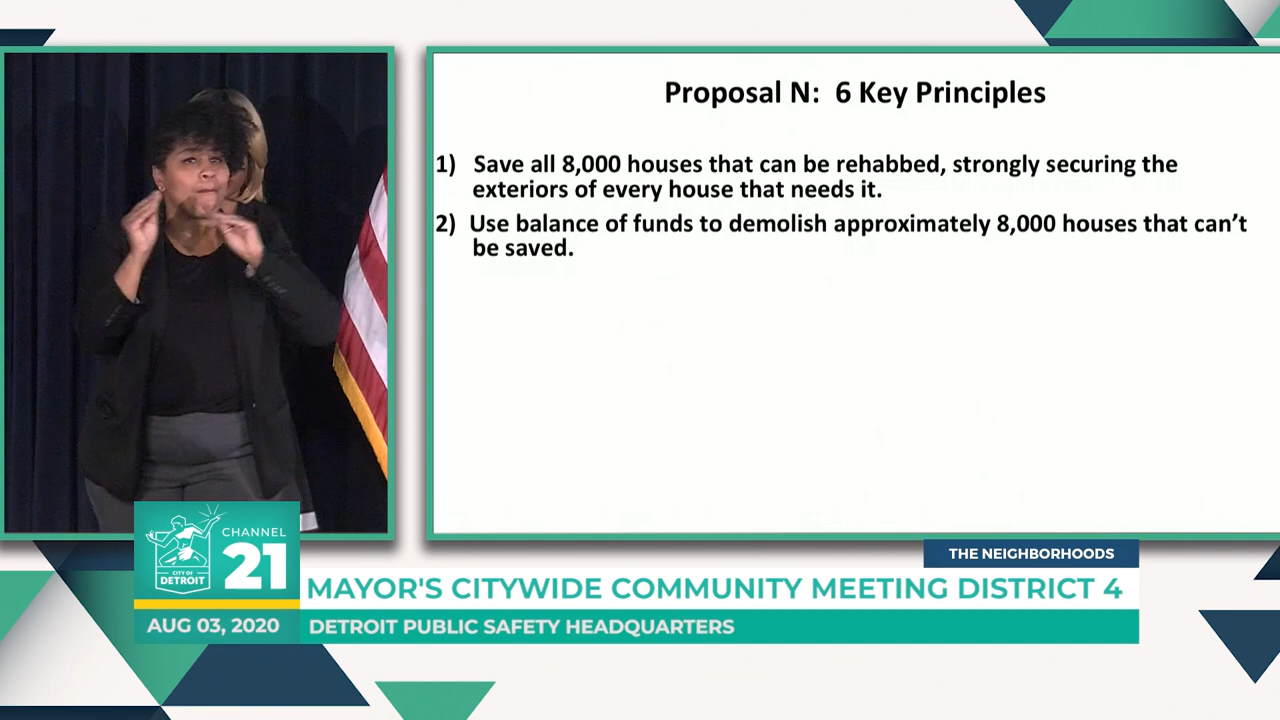 Proposal N: 6 Key Principles
1) Save all 8,000 houses that can be rehabbed, strongly securing the
exteriors of every house that needs it.
2) Use balance of funds to demolish approximately 8,000 houses that can't
be saved.
THE NEIGHBORHOODS
CHANNEL
21
CITY OF
DETROIT
MAYOR'S CITYWIDE COMMUNITY MEETING DISTRICT 4
AUG 03, 2020
DETROIT PUBLIC SAFETY HEADQUARTERS